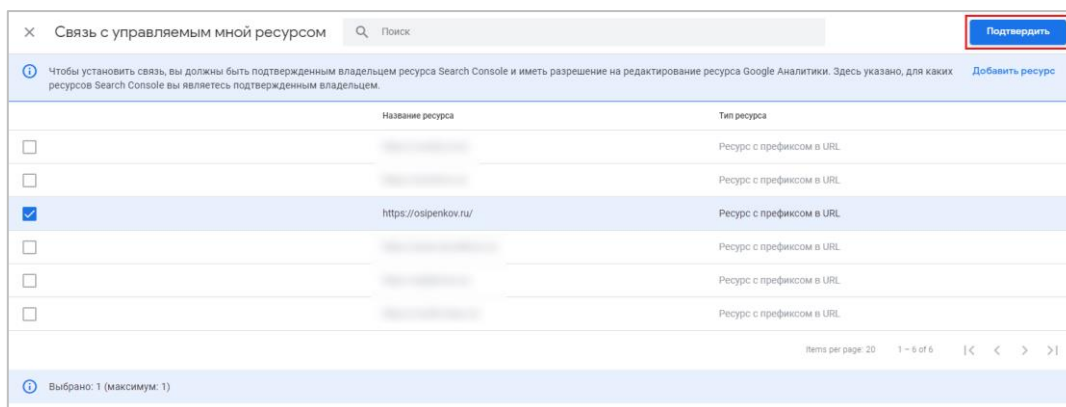 Связь с управляемым мной ресурсом
Поиск
Подтвердить
Чтобы установить связь, вы должны быть подтвержденным владельцем ресурса Search Console и иметь разрешение на редактирование ресурса Google Аналитики. Здесь указано, для каких
ресурсов Search Console вы являетесь подтвержденным владельцем.
Добавить ресурс
Название ресурса Тип ресурса
Ресурс с префиксом в URL
Ресурс с префиксом в URL
https://osipenkov.ru/ Ресурс с префиксом в URL
Ресурс с префиксом в URL
Ресурс с префиксом в URL
Ресурс с префиксом в URL
Items per page: 20 1 – 6 of 6
Выбрано: 1 (максимум: 1)